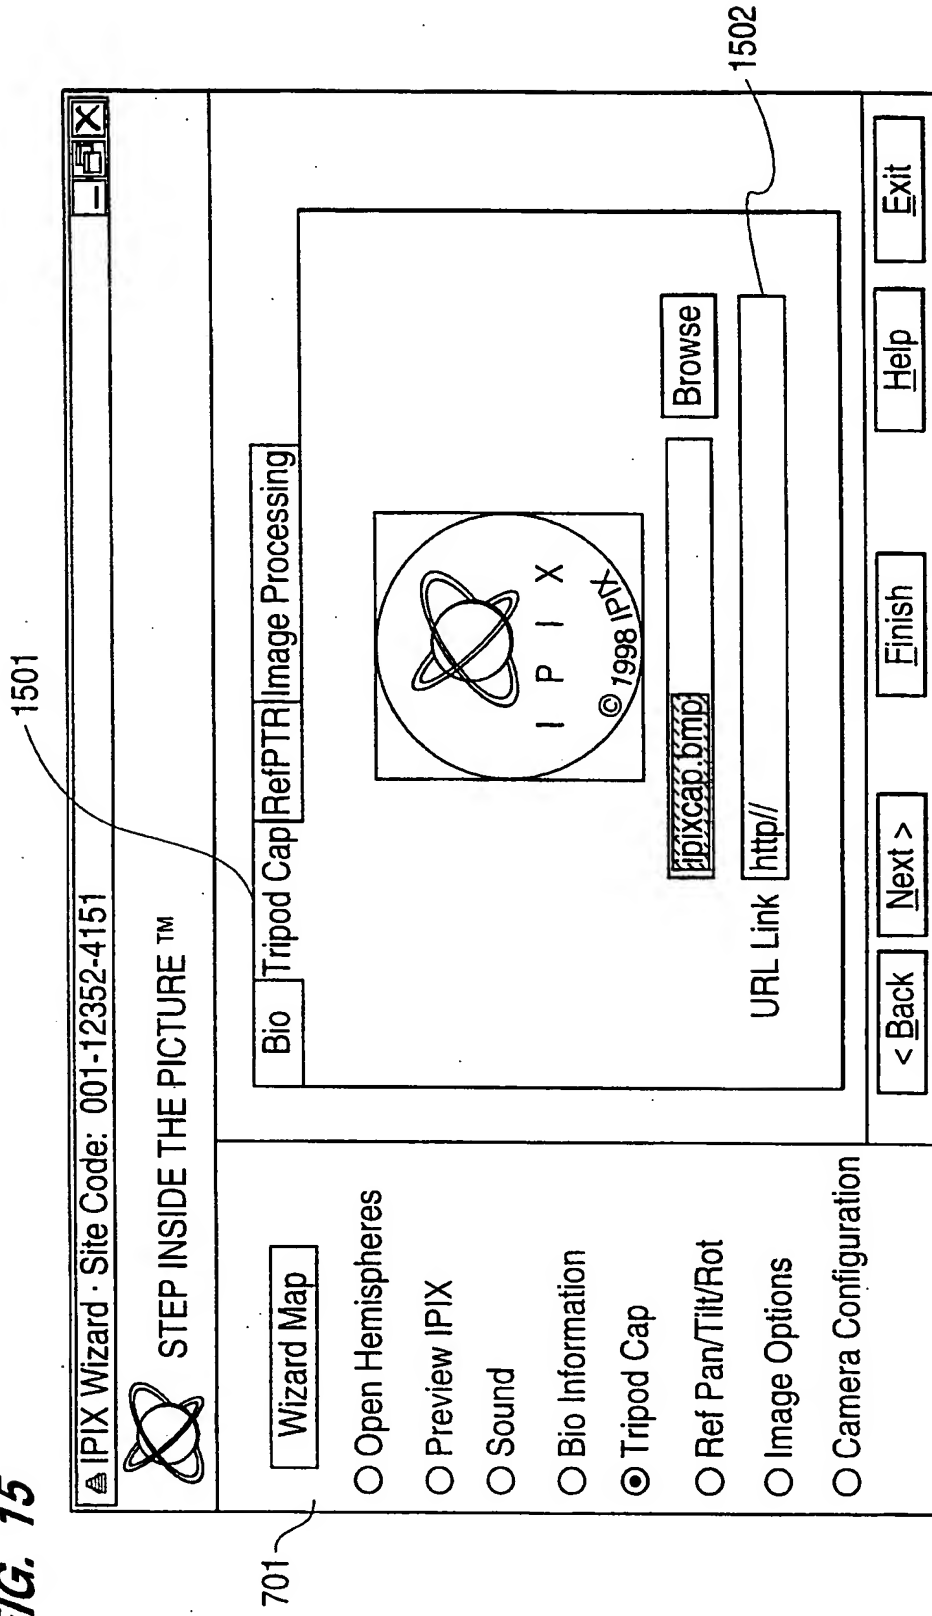 FIG. 15
IPIX Wizard · Site Code: 001-12352-4151
STEP INSIDE THE PICTURE ™
1501
701
Wizard Map
Open Hemispheres
Preview IPIX
Sound
Bio Information
Tripod Cap
Ref Pan/Tilt/Rot
Image Options
Camera Configuration
Bio
Tripod Cap
RefPTR
Image Processing
I P I X
© 1998 IPIX
ipixcap.bmp
Browse
URL Link
http//
1502
< Back
Next >
Finish
Help
Exit